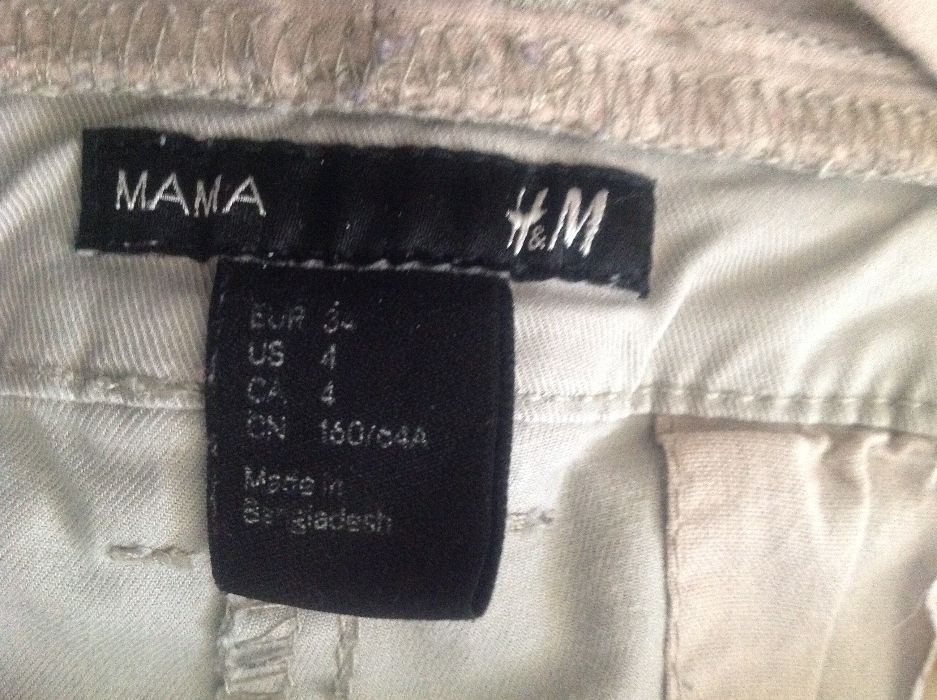 MAMA H&M
EUR 34
US 4
CA 4
CN 160/64A
Made in
Bangladesh